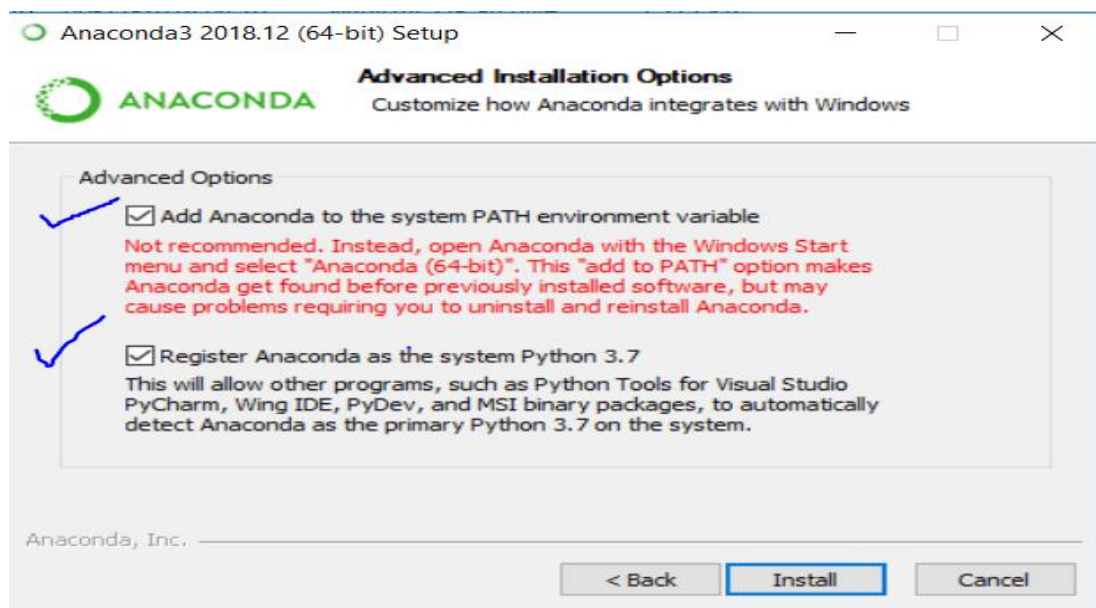 Anaconda3 2018.12 (64-bit) Setup
ANACONDA
Advanced Installation Options
Customize how Anaconda integrates with Windows
Advanced Options
Add Anaconda to the system PATH environment variable
Not recommended. Instead, open Anaconda with the Windows Start
menu and select "Anaconda (64-bit)". This "add to PATH" option makes
Anaconda get found before previously installed software, but may
cause problems requiring you to uninstall and reinstall Anaconda.
Register Anaconda as the system Python 3.7
This will allow other programs, such as Python Tools for Visual Studio
PyCharm, Wing IDE, PyDev, and MSI binary packages, to automatically
detect Anaconda as the primary Python 3.7 on the system.
Anaconda, Inc.
< Back Install Cancel